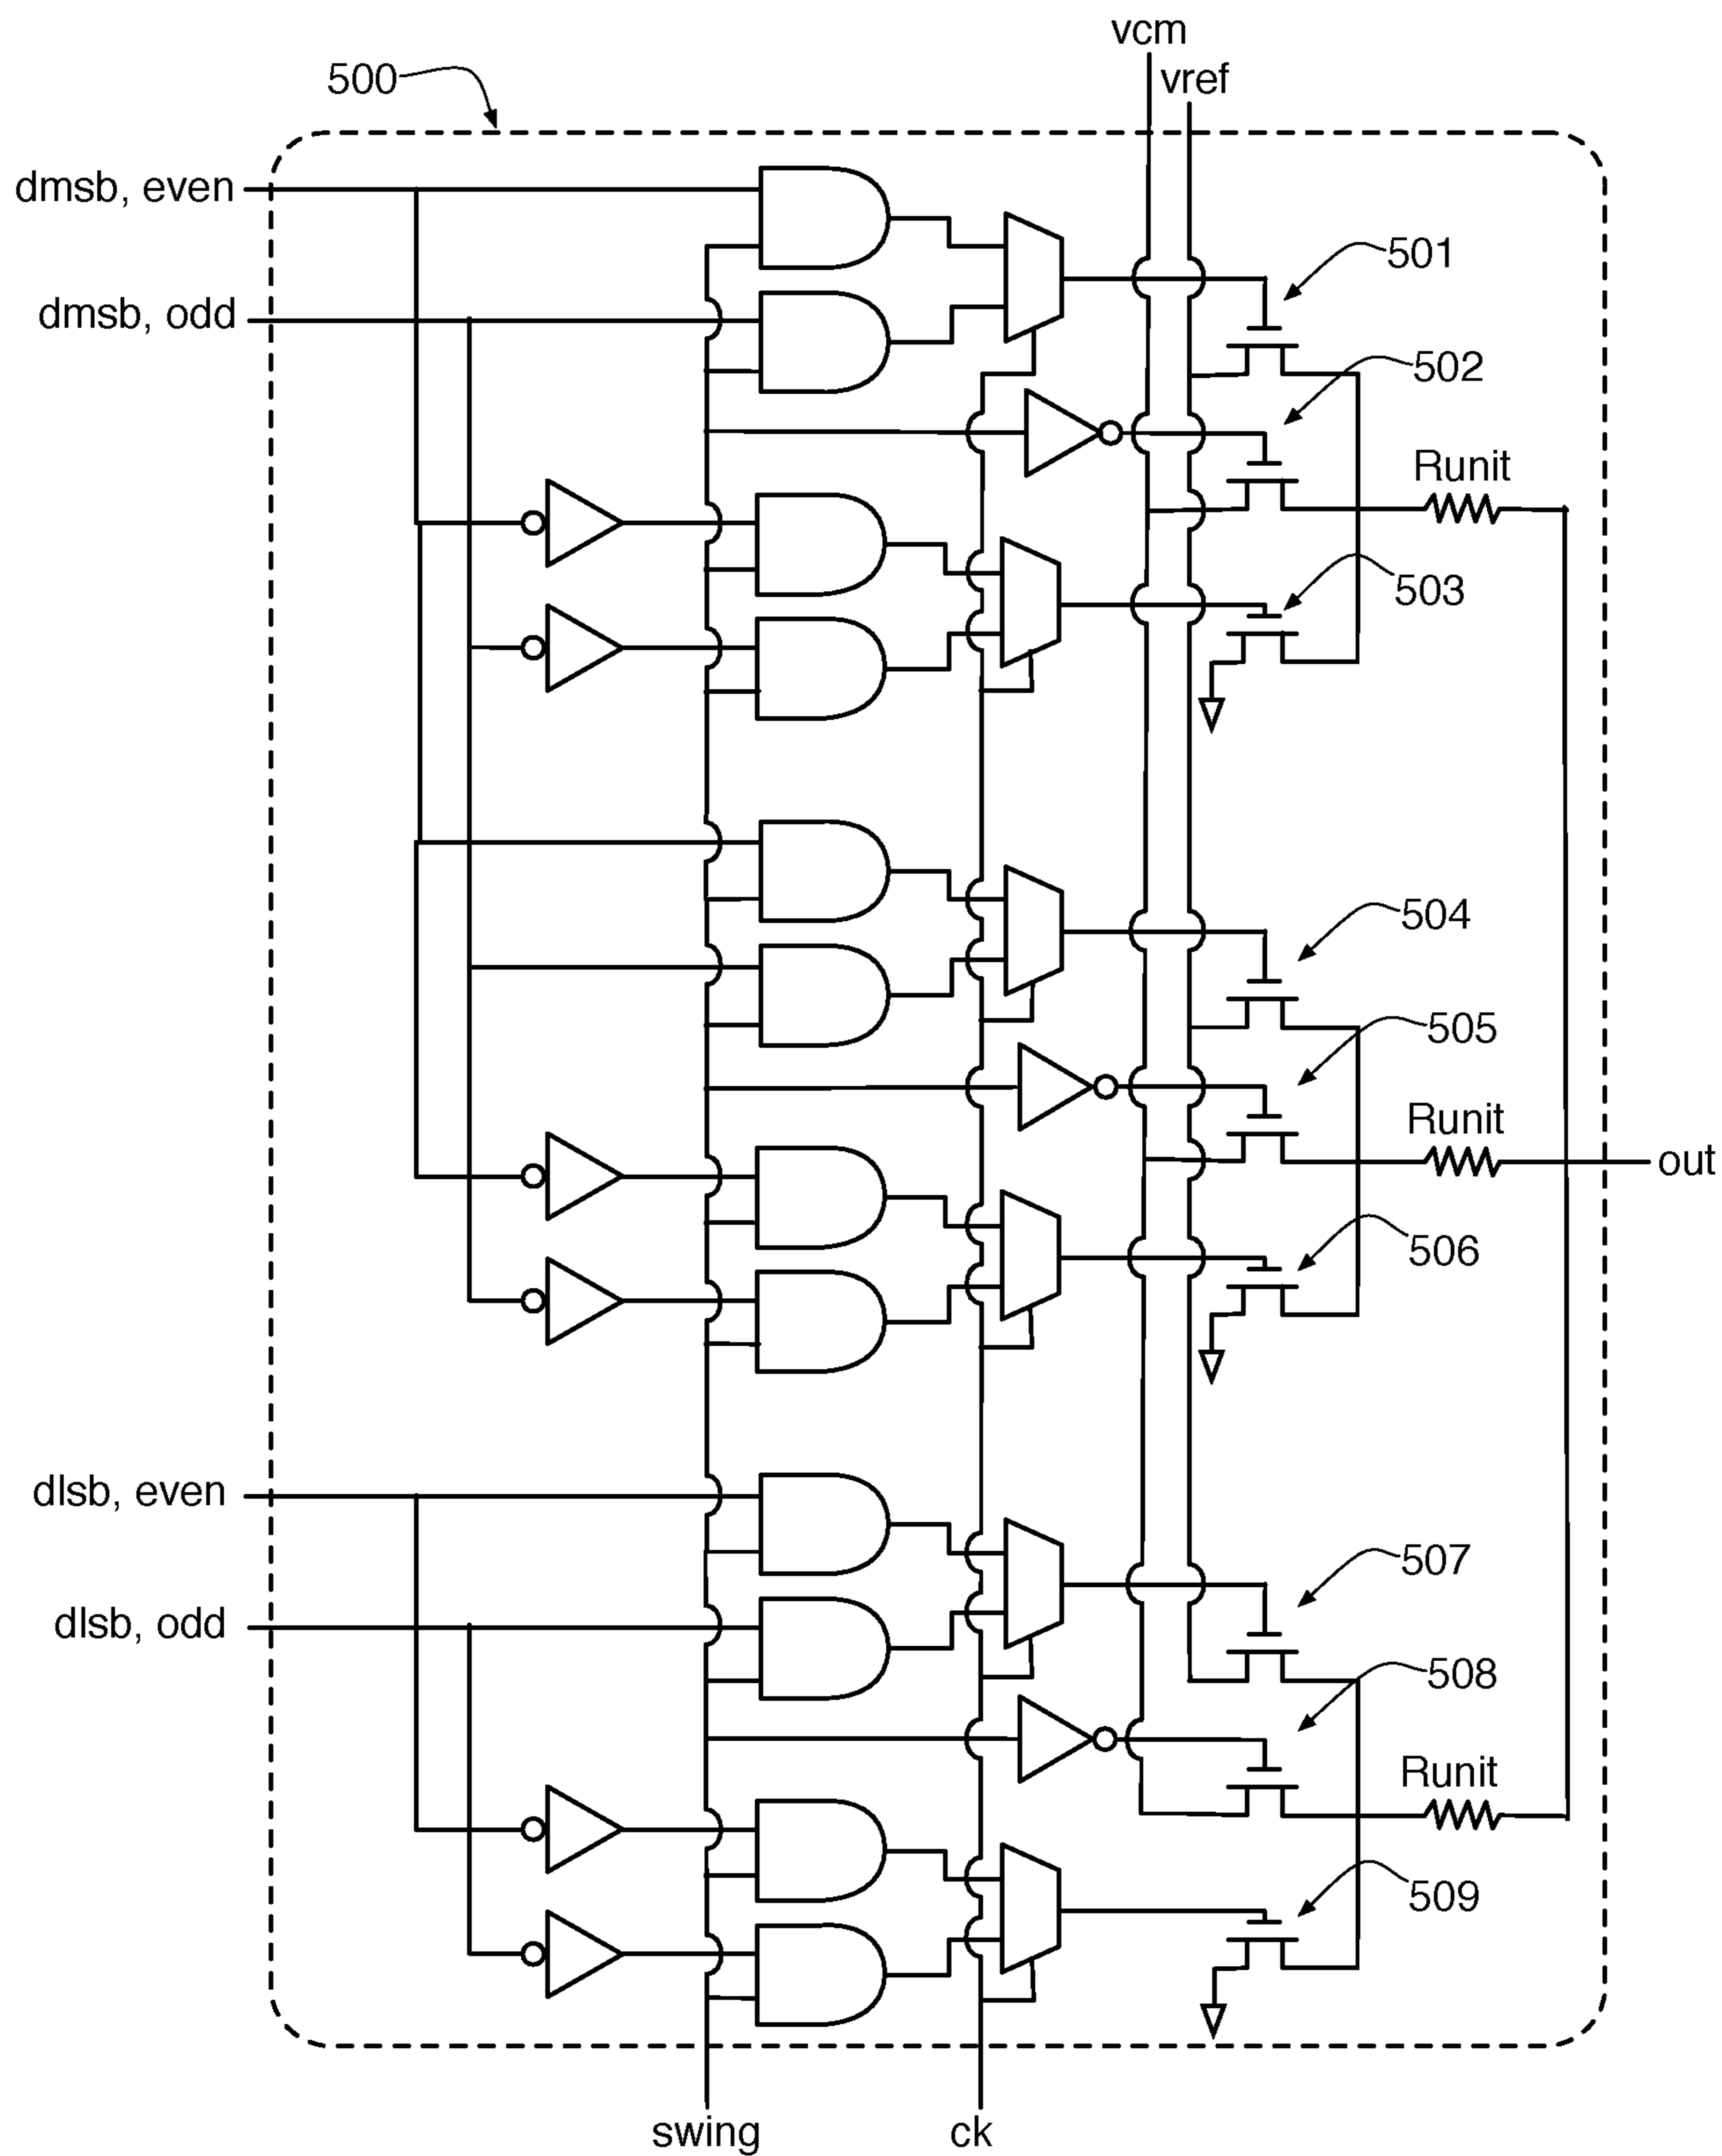 vcm
vref
500
dmsb, even
dmsb, odd
501
502
Runit
503
504
505
Runit
out
506
dlsb, even
dlsb, odd
507
508
Runit
509
swing
ck